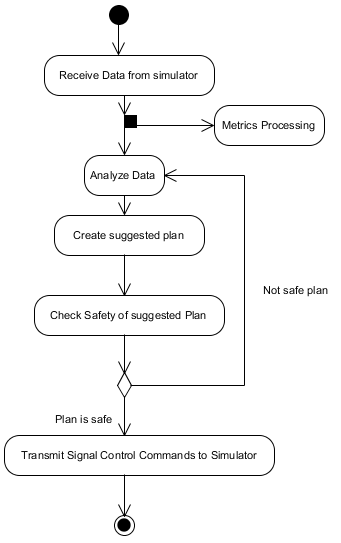 Receive Data from simulator
Metrics Processing
Analyze Data
Create suggested plan
Not safe plan
Check Safety of suggested Plan
Plan is safe
Transmit Signal Control Commands to Simulator